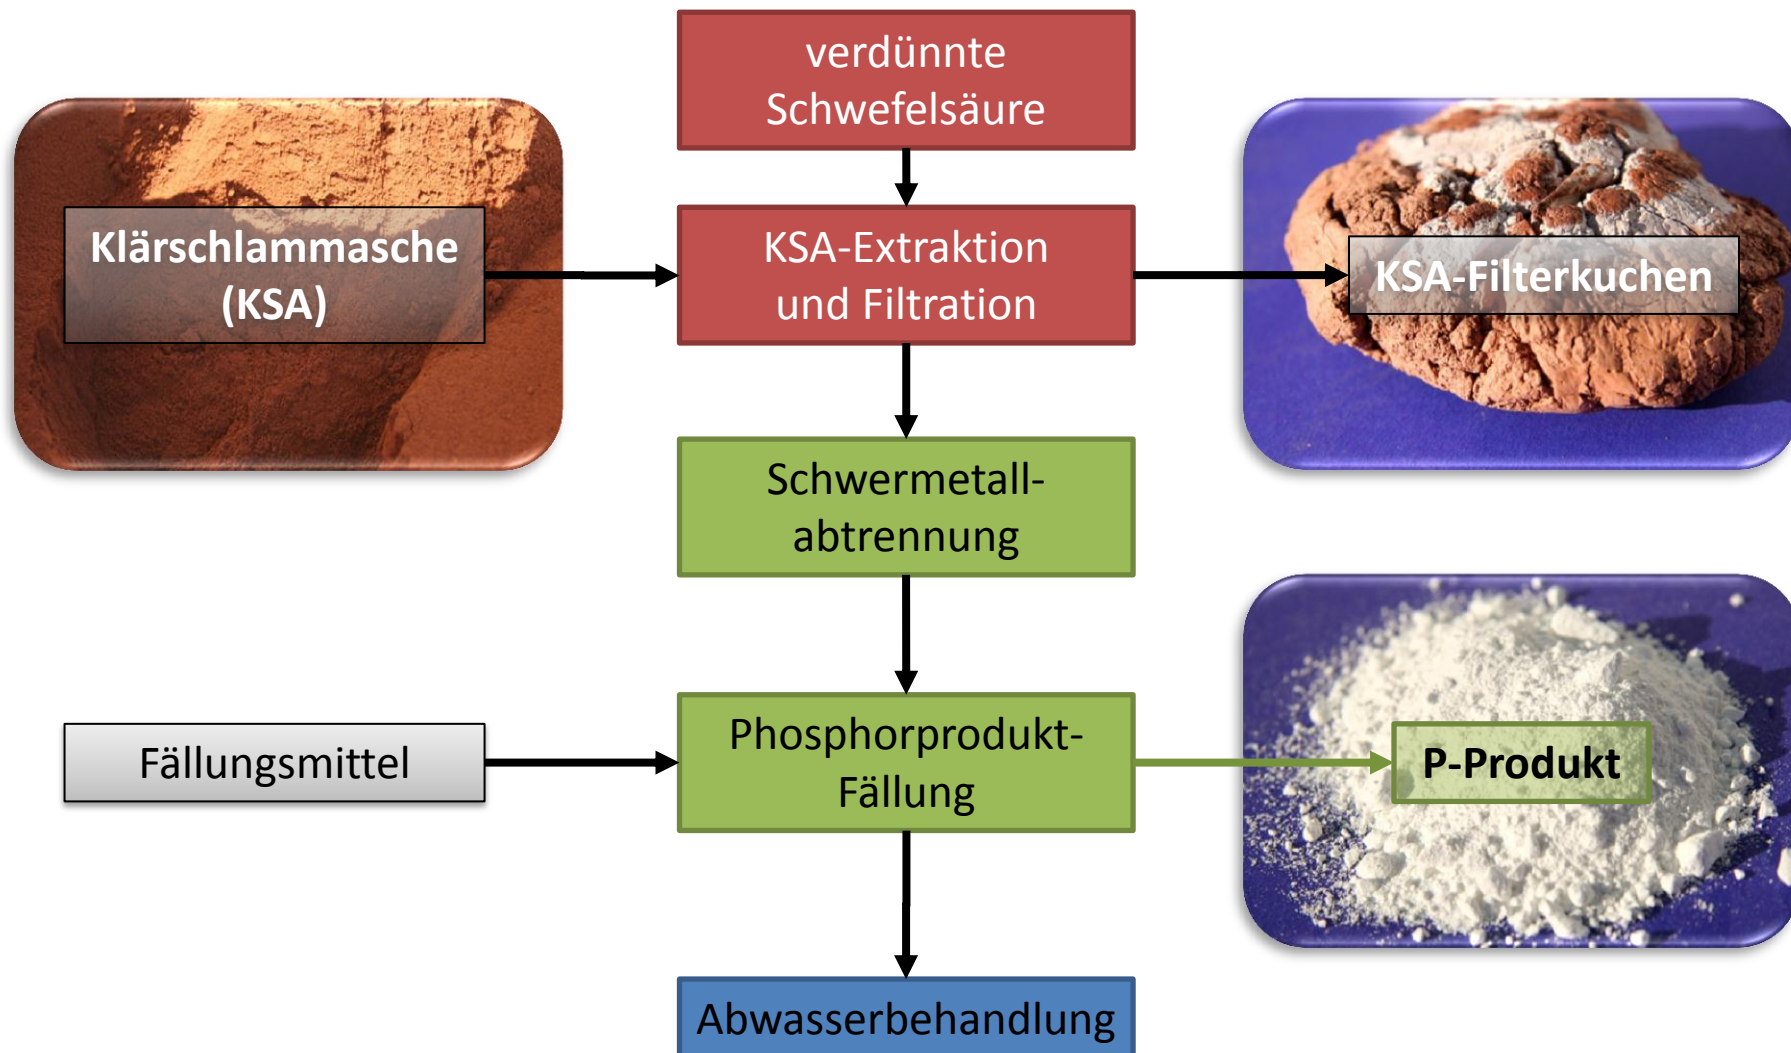 verdünnte
Schwefelsäure
Klärschlammasche
(KSA)
KSA-Extraktion
und Filtration
KSA-Filterkuchen
Schwermetall-
abtrennung
Fällungsmittel
Phosphorprodukt-
Fällung
P-Produkt
Abwasserbehandlung